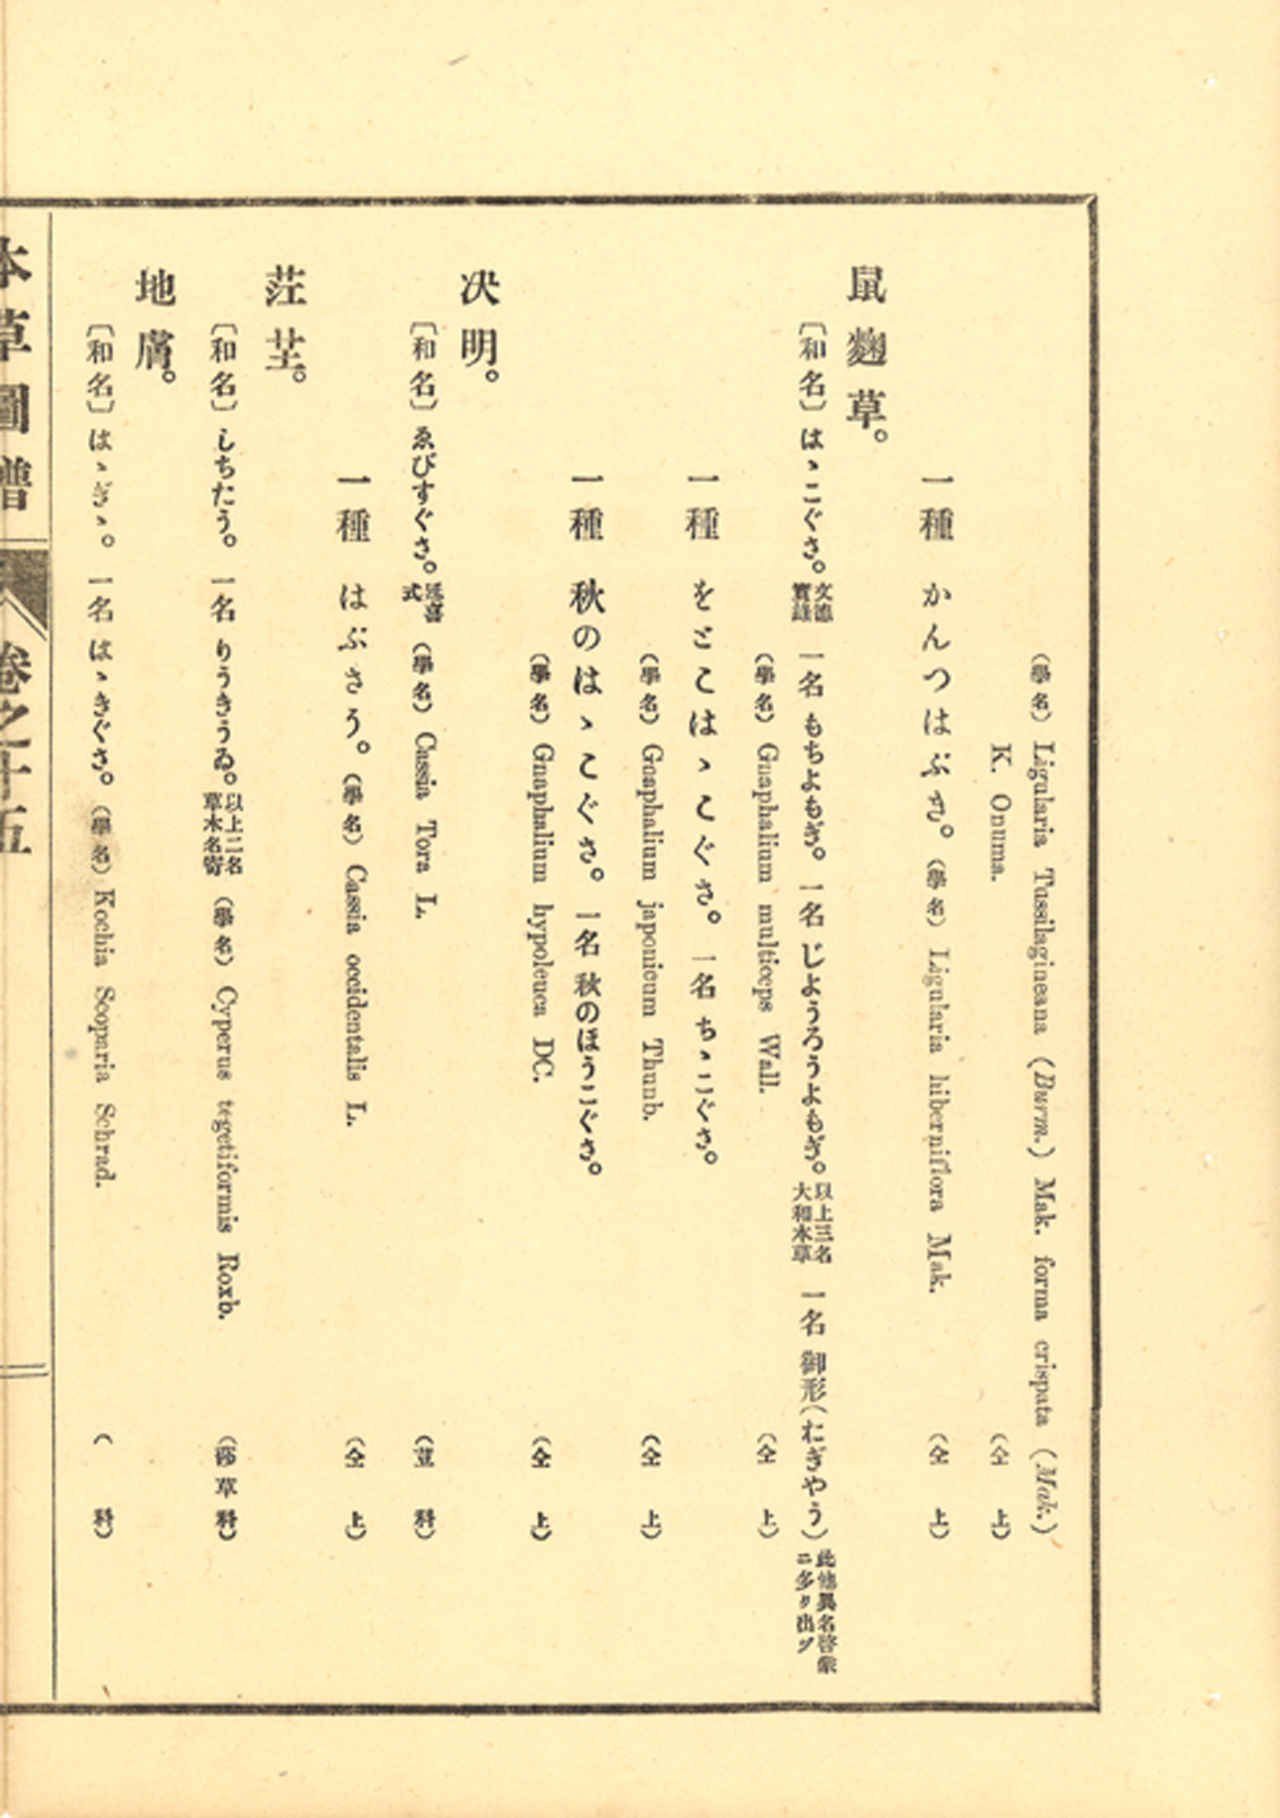 (學名) Ligularia Tussilagineana (Burm.) Mak. forma crispata (Mak.)
K. Onuma. (仝上)
一種 かんつはぶき。(學名) Ligularia hiberniflora Mak. (仝上)
鼠麴草。
〔和名〕はゝこぐさ。文德實錄 一名 もちよもぎ。一名 じようろうよもぎ。以上三名大和本草 一名 御形(おぎやう)此他異名啓蒙ニ多ク出ヅ
(學名) Gnaphalium multiceps Wall. (仝上)
一種 をとこはゝこぐさ。一名 ちゝこぐさ。
(學名) Gnaphalium japonicum Thunb. (仝上)
一種 秋のはゝこぐさ。一名 秋のほうこぐさ。
(學名) Gnaphalium hypoleuca DC. (仝上)
决明。
〔和名〕ゑびすぐさ。延喜式 (學名) Cassia Tora L. (荳科)
一種 はぶさう。(學名) Cassia occidentalis L. (仝上)
茳芏。
〔和名〕しちたう。一名 りうきうゐ。以上二名草木名寄 (學名) Cyperus tegetiformis Roxb. (莎草科)
地膚。
〔和名〕はゝぎゝ。一名 はゝきぐさ。(學名) Kochia Scoparia Schrad. (科)
本草圖譜 卷之十五